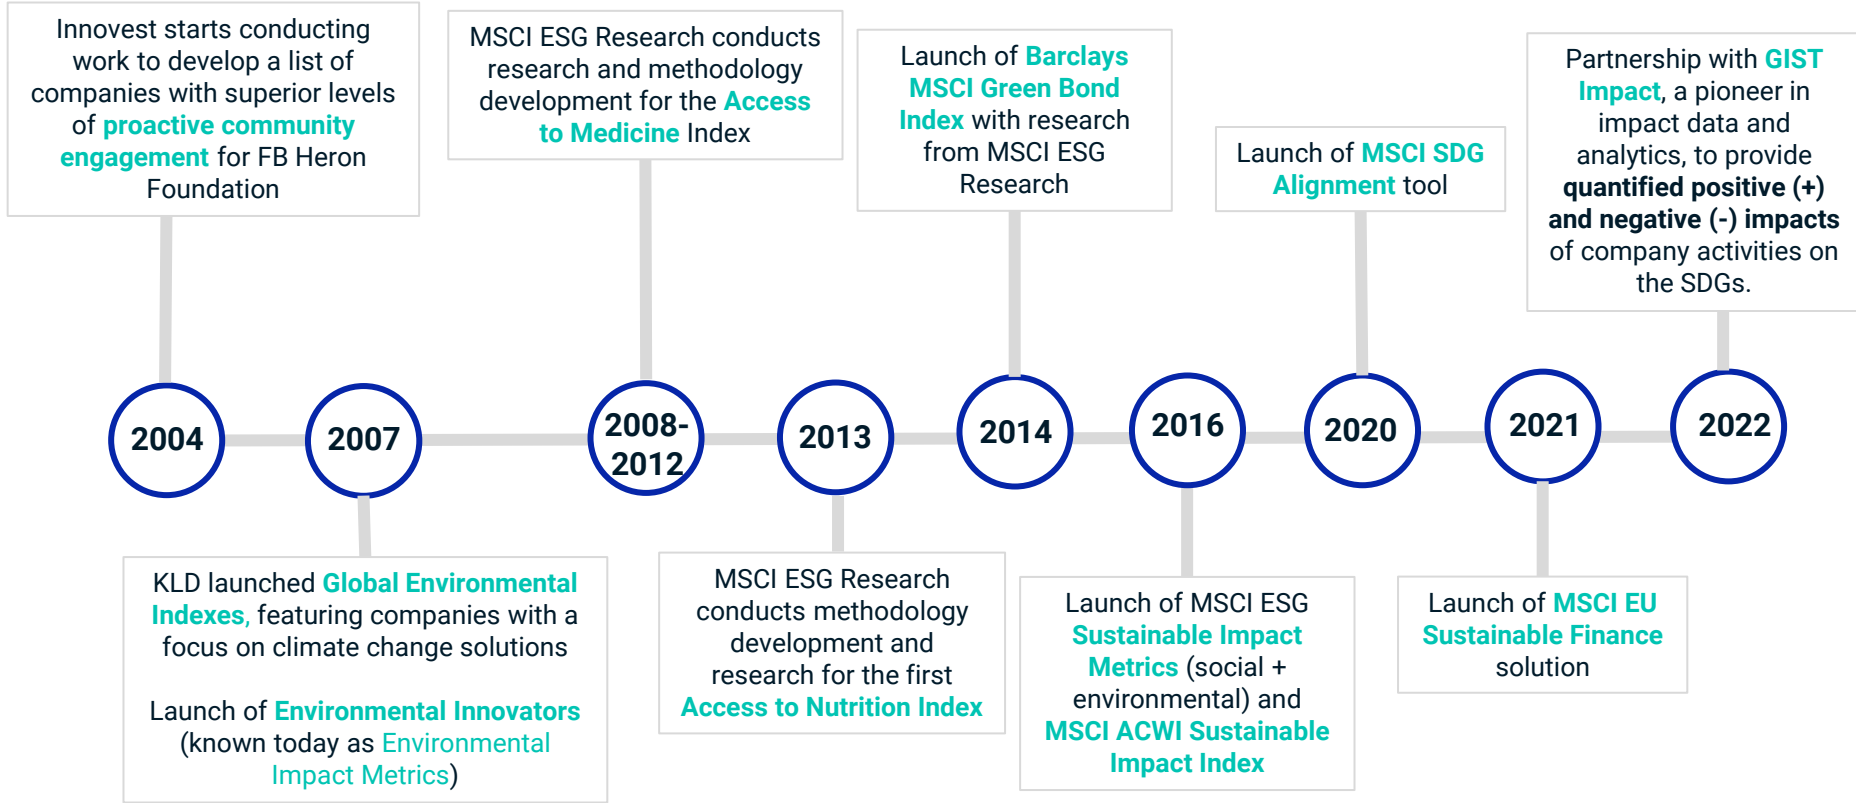 Innovest starts conducting
work to develop a list of
companies with superior levels
of proactive community
engagement for FB Heron
Foundation
MSCI ESG Research conducts
research and methodology
development for the Access
to Medicine Index
Launch of Barclays
MSCI Green Bond
Index with research
from MSCI ESG
Research
Launch of MSCI SDG
Alignment tool
Partnership with GIST
Impact, a pioneer in
impact data and
analytics, to provide
quantified positive (+)
and negative (-) impacts
of company activities on
the SDGs.
2004
2007
2008-
2012
2013
2014
2016
2020
2021
2022
KLD launched Global Environmental
Indexes, featuring companies with a
focus on climate change solutions
Launch of Environmental Innovators
(known today as Environmental
Impact Metrics)
MSCI ESG Research
conducts methodology
development and
research for the first
Access to Nutrition Index
Launch of MSCI ESG
Sustainable Impact
Metrics (social +
environmental) and
MSCI ACWI Sustainable
Impact Index
Launch of MSCI EU
Sustainable Finance
solution